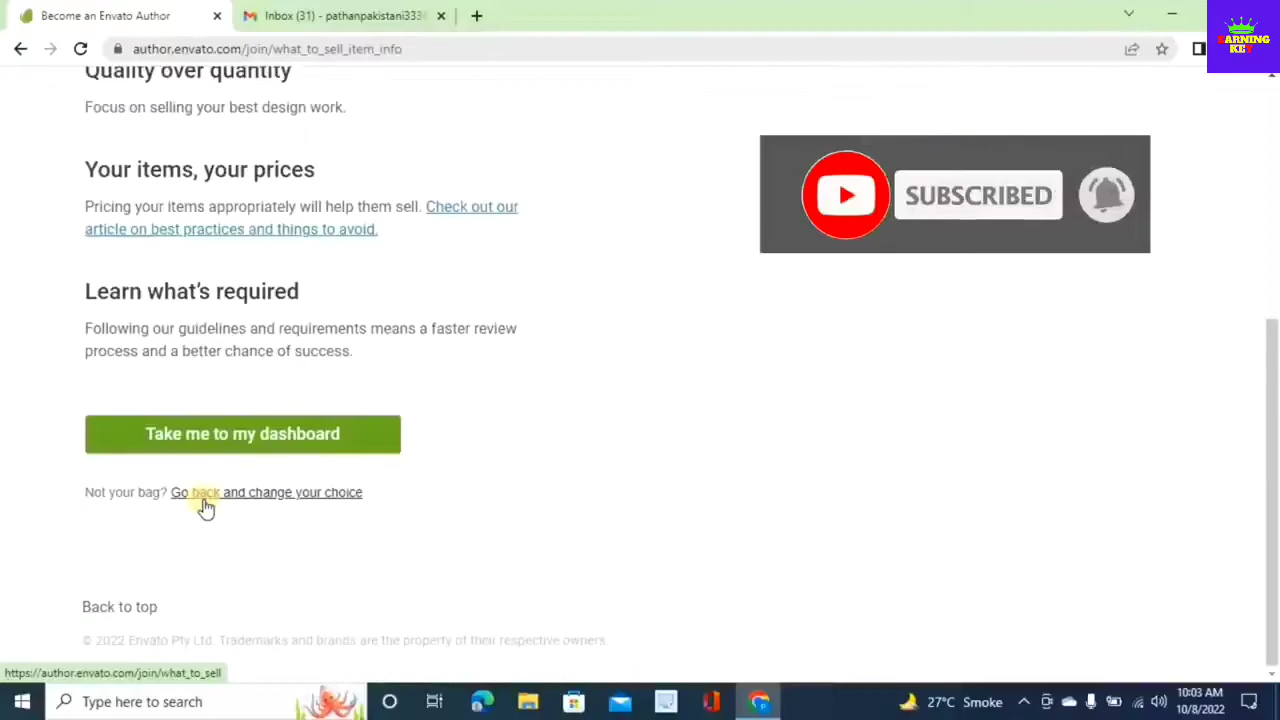 Become an Envato Author
Inbox (31) - pathanpakistani333
author.envato.com/join/what_to_sell_item_info
EARNING
KEY
Quality over quantity
Focus on selling your best design work.
Your items, your prices
Pricing your items appropriately will help them sell. Check out our
article on best practices and things to avoid.
SUBSCRIBED
Learn what's required
Following our guidelines and requirements means a faster review
process and a better chance of success.
Take me to my dashboard
Not your bag? Go back and change your choice
Back to top
© 2022 Envato Pty Ltd. Trademarks and brands are the property of their respective owners.
https://author.envato.com/join/what_to_sell
Type here to search
27°C Smoke
10:03 AM
10/8/2022